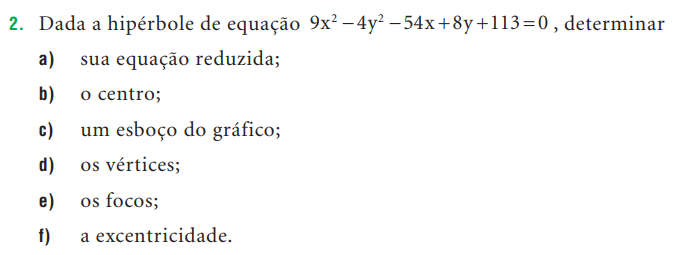 2. Dada a hipérbole de equação 9x² – 4y² – 54x + 8y + 113 = 0 , determinar
a) sua equação reduzida;
b) o centro;
c) um esboço do gráfico;
d) os vértices;
e) os focos;
f) a excentricidade.